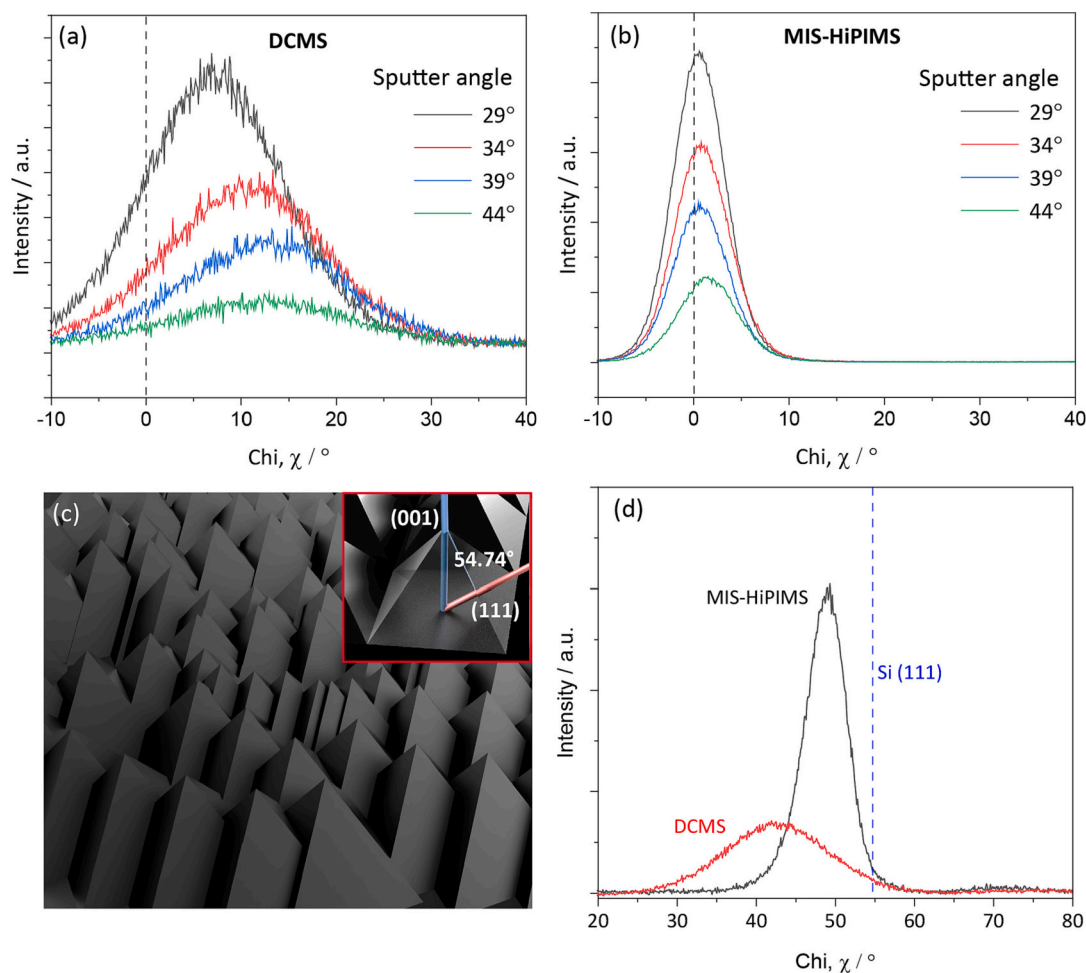 (a)
DCMS
Sputter angle
29°
34°
39°
44°
Intensity / a.u.
-10
0
10
20
30
40
Chi, χ / °
(b)
MIS-HiPIMS
Sputter angle
29°
34°
39°
44°
Intensity / a.u.
-10
0
10
20
30
40
Chi, χ / °
(c)
(001)
54.74°
(111)
(d)
MIS-HiPIMS
Si (111)
DCMS
Intensity / a.u.
20
30
40
50
60
70
80
Chi, χ / °